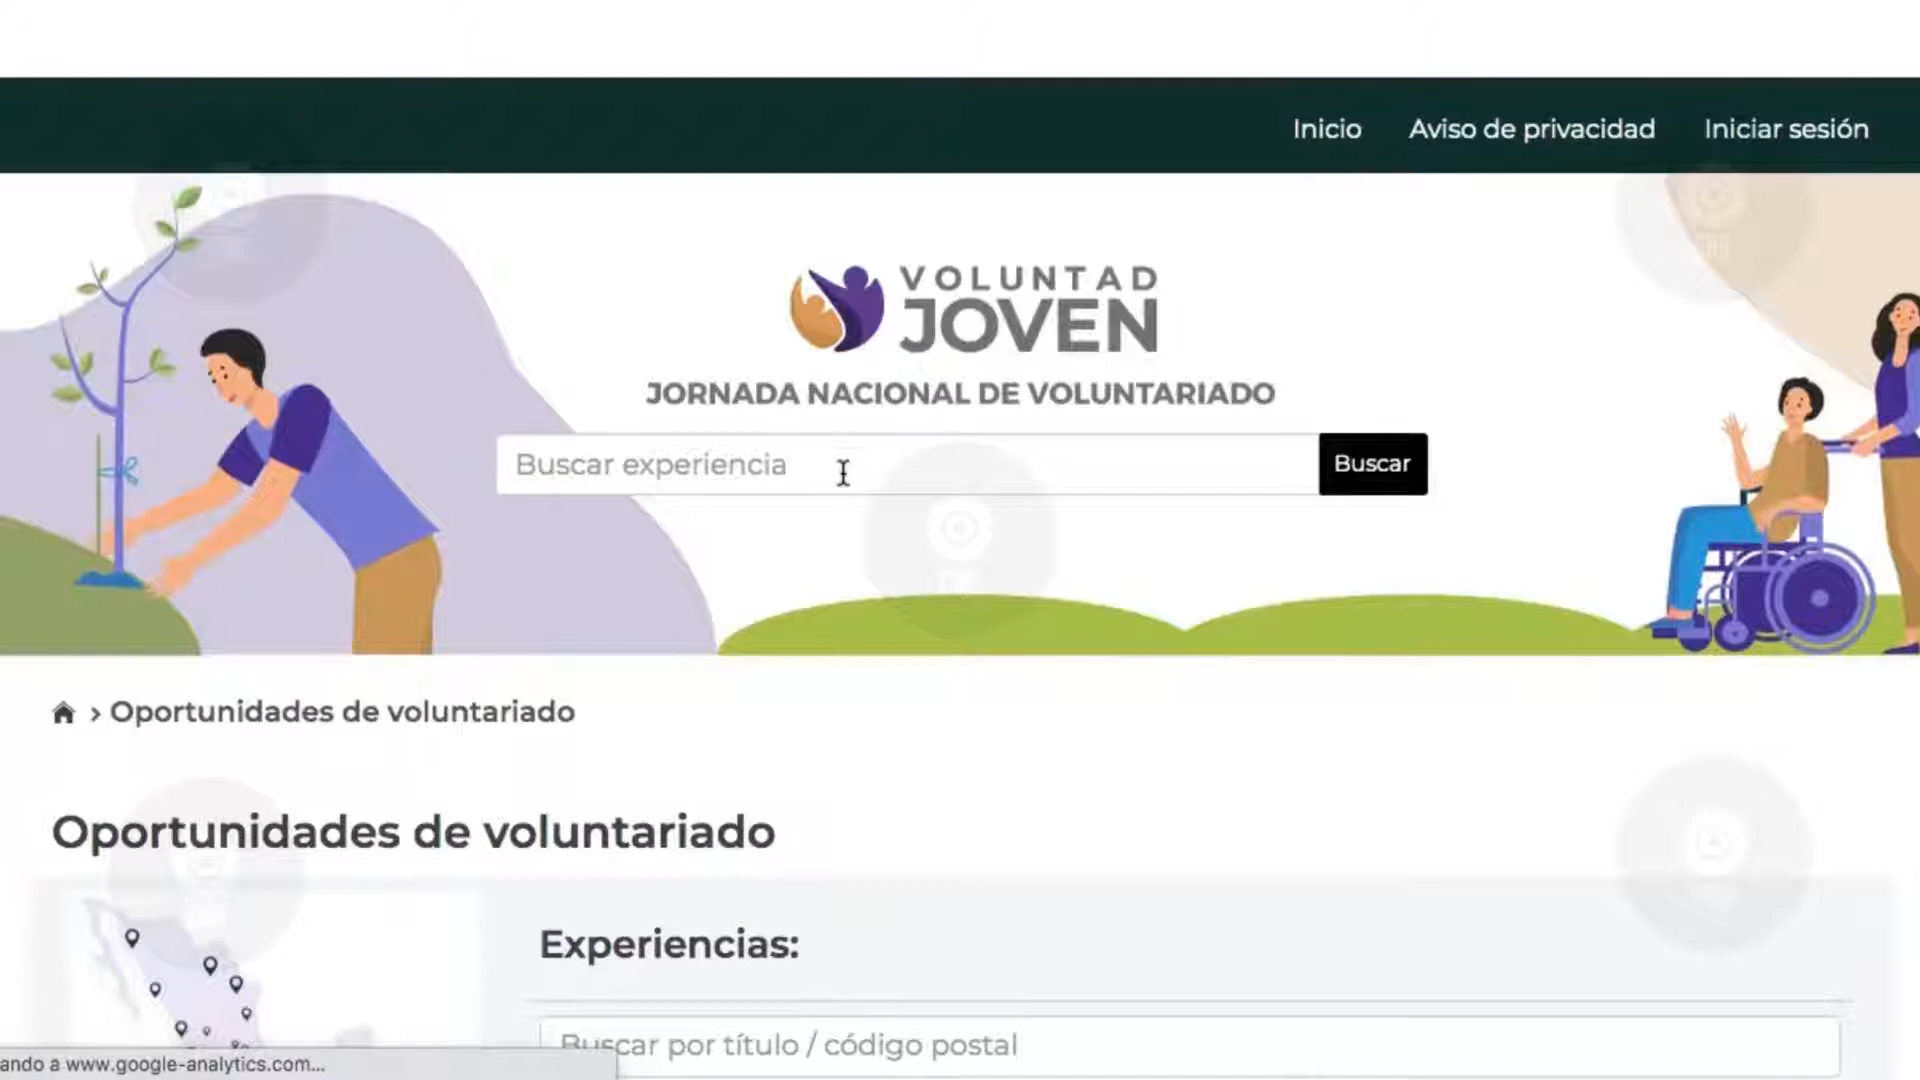 Inicio Aviso de privacidad Iniciar sesión
VOLUNTAD
JOVEN
JORNADA NACIONAL DE VOLUNTARIADO
Buscar experiencia Buscar
> Oportunidades de voluntariado
Oportunidades de voluntariado
Experiencias:
Buscar por título / código postal
ando a www.google-analytics.com...